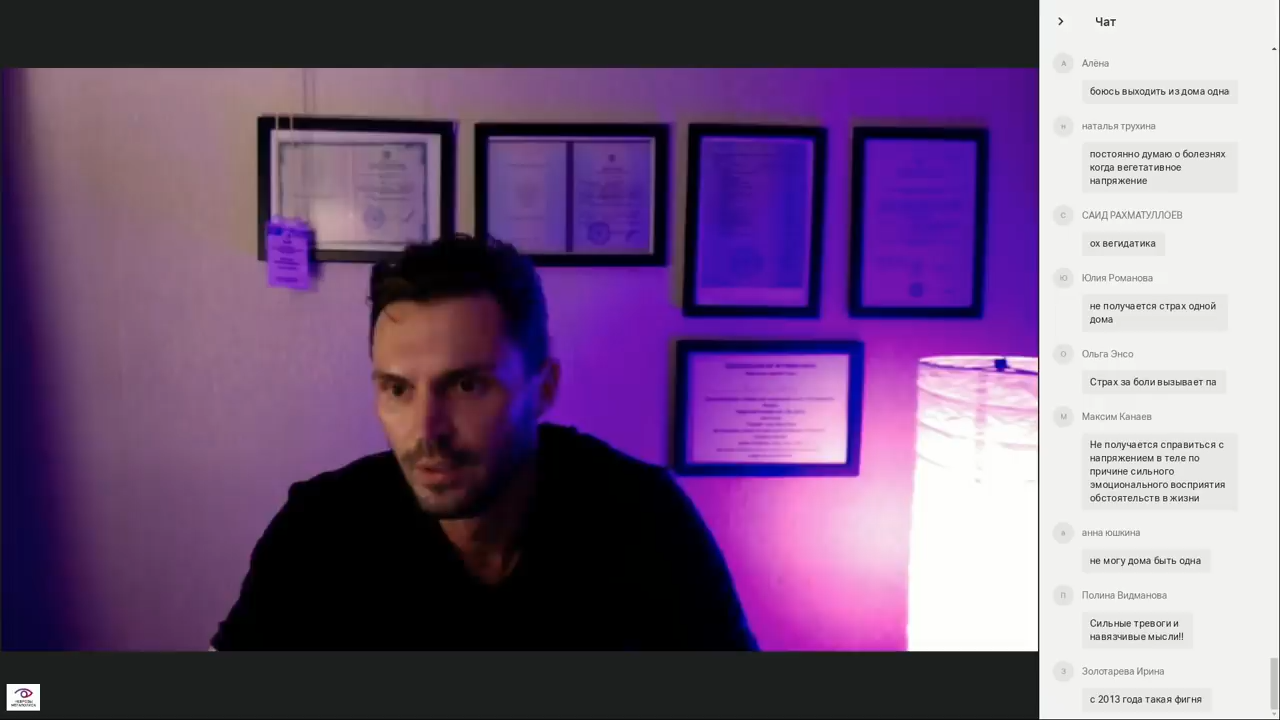 Чат
А
Алёна
боюсь выходить из дома одна
н
наталья трухина
постоянно думаю о болезнях
когда вегетативное
напряжение
С
САИД РАХМАТУЛЛОЕВ
ох вегидатика
Ю
Юлия Романова
не получается страх одной
дома
О
Ольга Энсо
Страх за боли вызывает па
М
Максим Канаев
Не получается справиться с
напряжением в теле по
причине сильного
эмоционального восприятия
обстоятельств в жизни
а
анна юшкина
не могу дома быть одна
П
Полина Видманова
Сильные тревоги и
навязчивые мысли!!
З
Золотарева Ирина
с 2013 года такая фигня